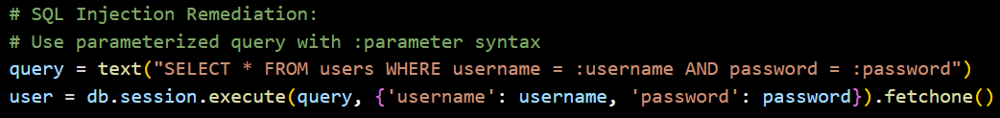 # SQL Injection Remediation:
# Use parameterized query with :parameter syntax
query = text("SELECT * FROM users WHERE username = :username AND password = :password")
user = db.session.execute(query, {'username': username, 'password': password}).fetchone()